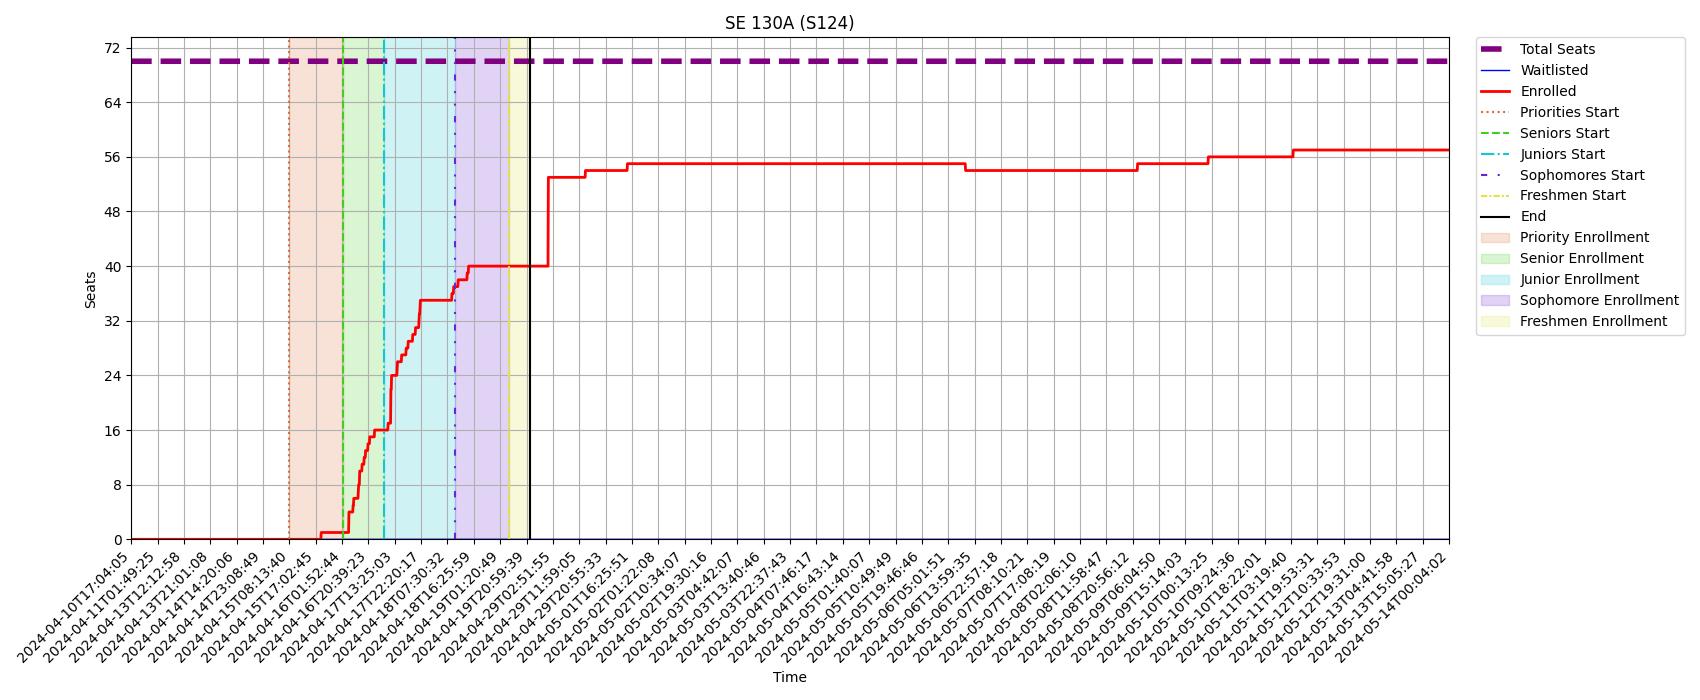 SE 130A (S124)
72
64
56
48
40
32
24
16
8
0
Seats
2024-04-10T17:04:05
2024-04-11T01:49:25
2024-04-13T12:12:58
2024-04-13T21:01:08
2024-04-14T14:20:06
2024-04-14T23:08:49
2024-04-15T08:13:40
2024-04-15T17:02:45
2024-04-16T01:52:44
2024-04-16T20:39:23
2024-04-17T13:25:03
2024-04-17T22:20:17
2024-04-18T07:30:32
2024-04-18T16:25:59
2024-04-19T01:20:49
2024-04-19T20:59:39
2024-04-29T02:51:55
2024-04-29T11:59:05
2024-04-29T20:55:33
2024-05-01T16:25:51
2024-05-02T01:22:08
2024-05-02T10:34:07
2024-05-02T19:30:16
2024-05-03T04:42:07
2024-05-03T13:40:46
2024-05-03T22:37:43
2024-05-04T07:46:17
2024-05-04T16:43:14
2024-05-05T01:40:07
2024-05-05T10:49:49
2024-05-05T19:46:46
2024-05-06T05:01:51
2024-05-06T13:59:35
2024-05-06T22:57:18
2024-05-07T08:10:21
2024-05-07T17:08:19
2024-05-08T02:06:10
2024-05-08T11:58:47
2024-05-08T20:56:12
2024-05-09T06:04:50
2024-05-09T15:14:03
2024-05-10T00:13:25
2024-05-10T09:24:36
2024-05-10T18:22:01
2024-05-11T03:19:40
2024-05-11T19:53:31
2024-05-12T10:33:53
2024-05-12T19:31:00
2024-05-13T04:41:58
2024-05-13T15:05:27
2024-05-14T00:04:02
Time
Total Seats
Waitlisted
Enrolled
Priorities Start
Seniors Start
Juniors Start
Sophomores Start
Freshmen Start
End
Priority Enrollment
Senior Enrollment
Junior Enrollment
Sophomore Enrollment
Freshmen Enrollment